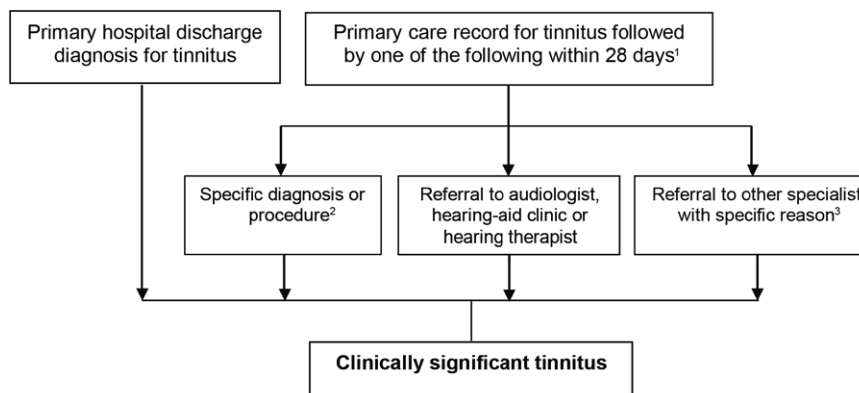 Primary hospital discharge
diagnosis for tinnitus
Primary care record for tinnitus followed
by one of the following within 28 days¹
Specific diagnosis or
procedure²
Referral to audiologist,
hearing-aid clinic or
hearing therapist
Referral to other specialist
with specific reason³
Clinically significant tinnitus